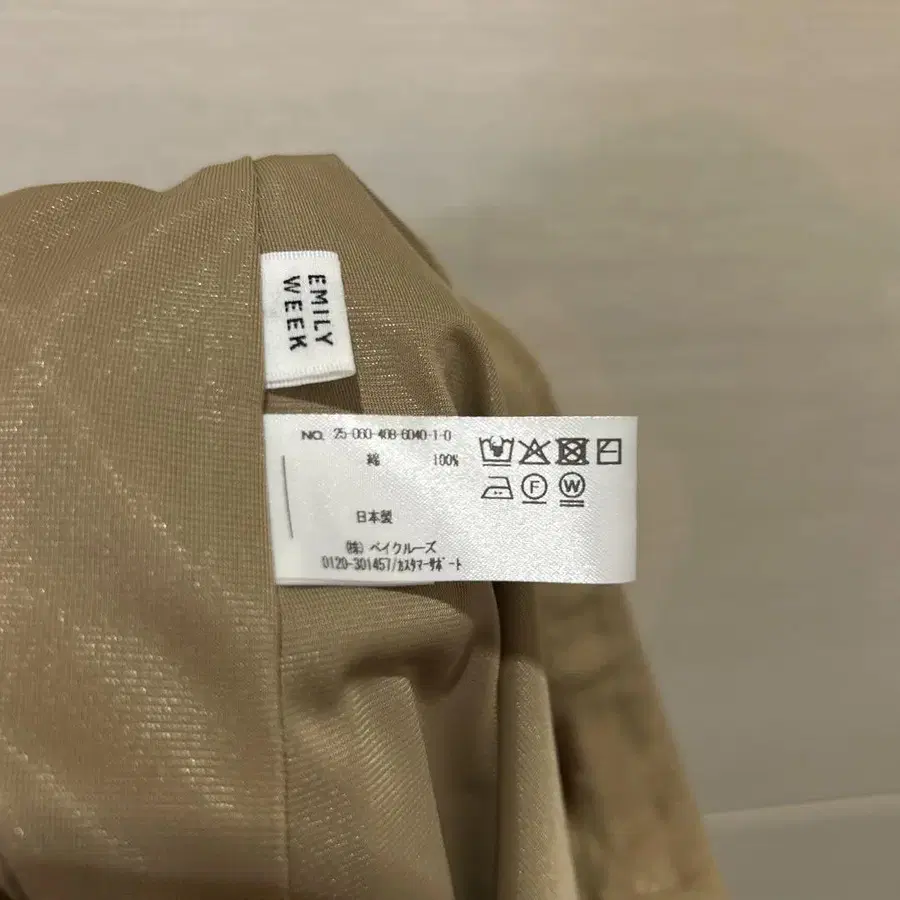 EMILY
WEEK
NO. 25-060-408-6040-1-0
綿 100%
日本製
(株) ベイクルーズ
0120-301457/ｶｽﾀﾏｰｻﾎﾟｰﾄ
F
W